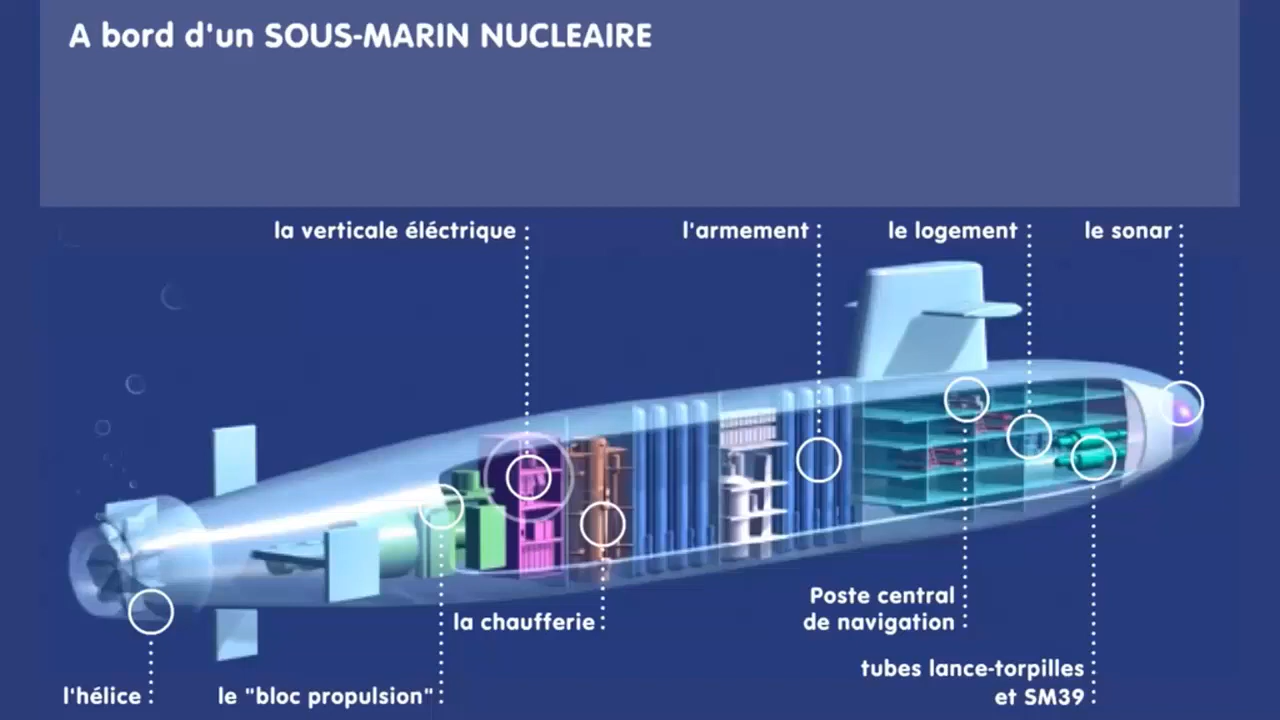 A bord d'un SOUS-MARIN NUCLEAIRE
la verticale éléctrique
l'armement
le logement
le sonar
Poste central
de navigation
la chaufferie
tubes lance-torpilles
et SM39
l'hélice
le "bloc propulsion"